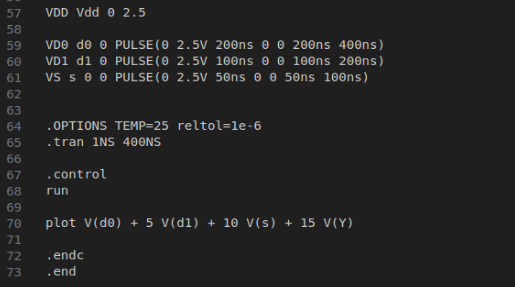 57 VDD Vdd 0 2.5
58
59 VD0 d0 0 PULSE(0 2.5V 200ns 0 0 200ns 400ns)
60 VD1 d1 0 PULSE(0 2.5V 100ns 0 0 100ns 200ns)
61 VS s 0 0 PULSE(0 2.5V 50ns 0 0 50ns 100ns)
62
63
64 .OPTIONS TEMP=25 reltol=1e-6
65 .tran 1NS 400NS
66
67 .control
68 run
69
70 plot V(d0) + 5 V(d1) + 10 V(s) + 15 V(Y)
71
72 .endc
73 .end